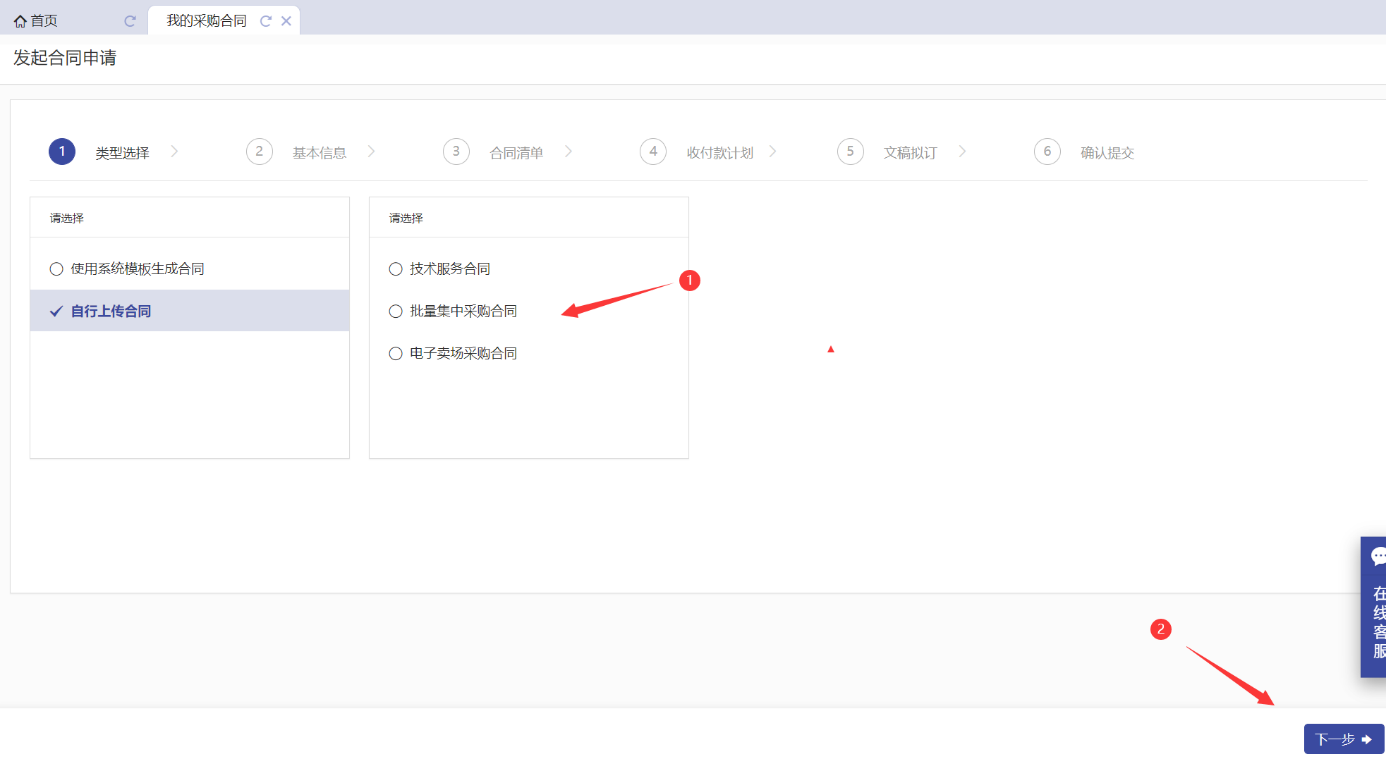 首页
我的采购合同
发起合同申请
1 类型选择
2 基本信息
3 合同清单
4 收付款计划
5 文稿拟订
6 确认提交
请选择
使用系统模板生成合同
自行上传合同
请选择
技术服务合同
批量集中采购合同
电子卖场采购合同
1
在线客服
2
下一步